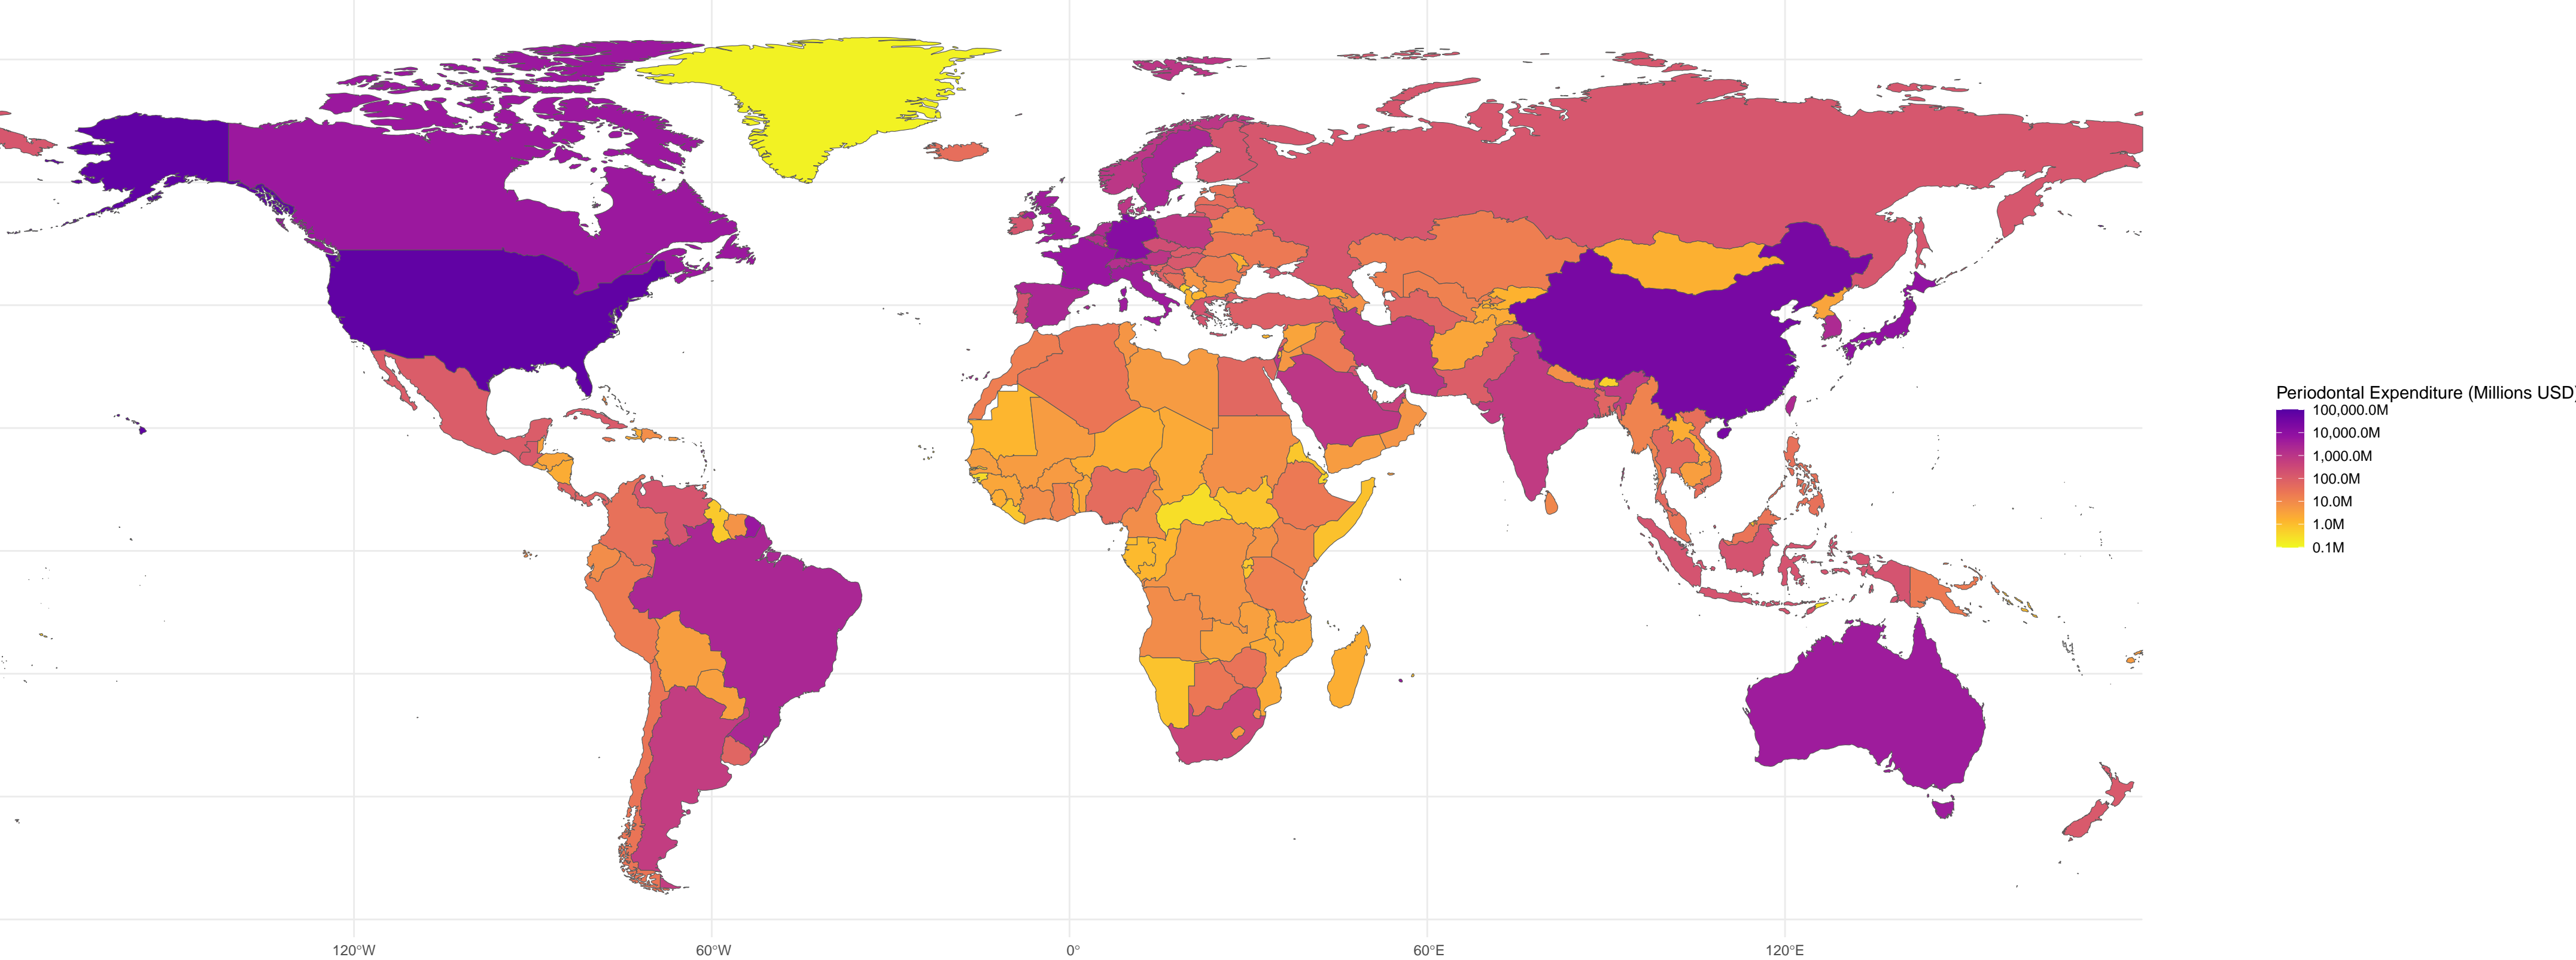 Periodontal Expenditure (Millions USD)
100,000.0M
10,000.0M
1,000.0M
100.0M
10.0M
1.0M
0.1M
120°W
60°W
0°
60°E
120°E